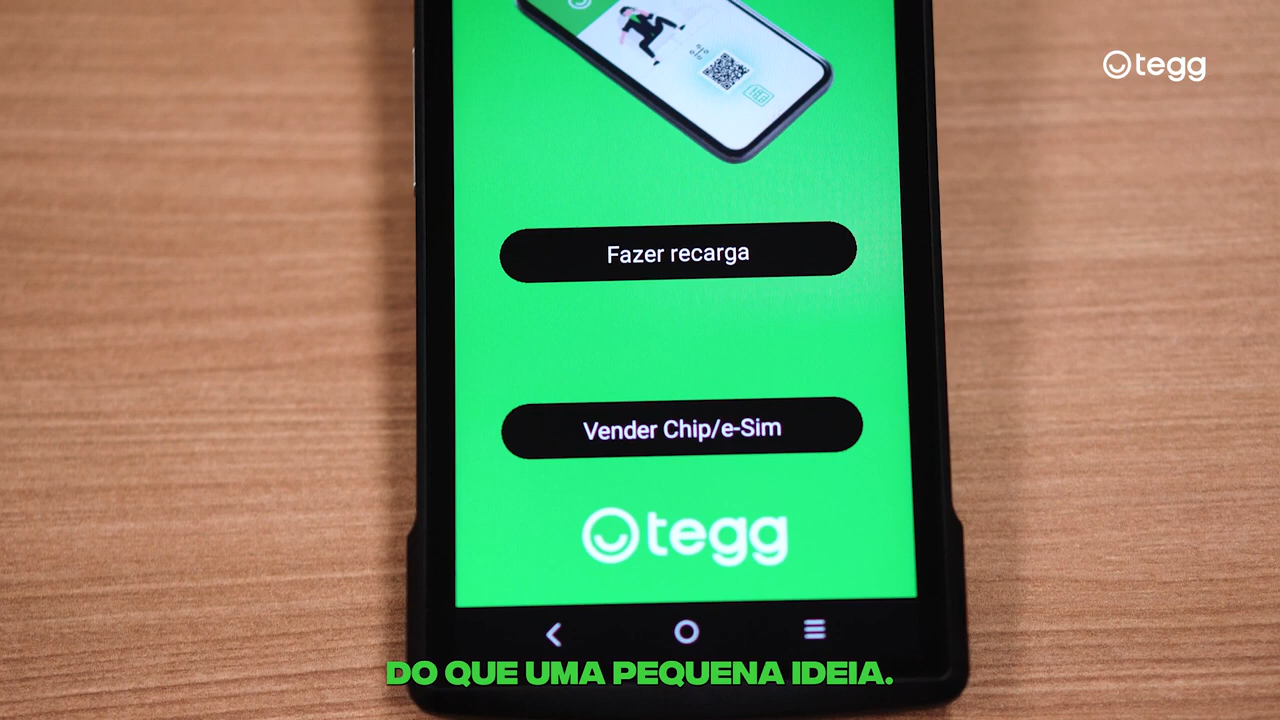 tegg
Fazer recarga
Vender Chip/e-Sim
tegg
DO QUE UMA PEQUENA IDEIA.